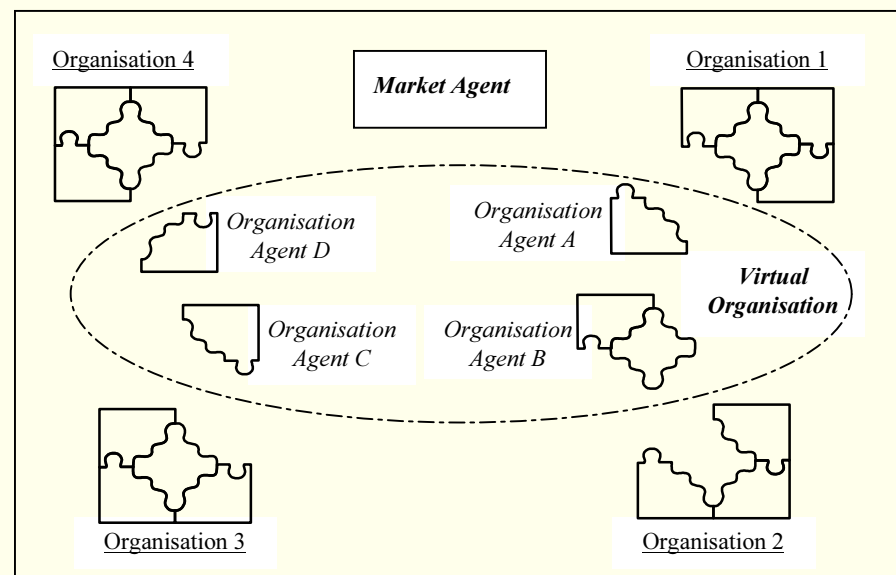 Organisation 4
Market Agent
Organisation 1
Organisation
Agent D
Organisation
Agent A
Virtual
Organisation
Organisation
Agent C
Organisation
Agent B
Organisation 3
Organisation 2